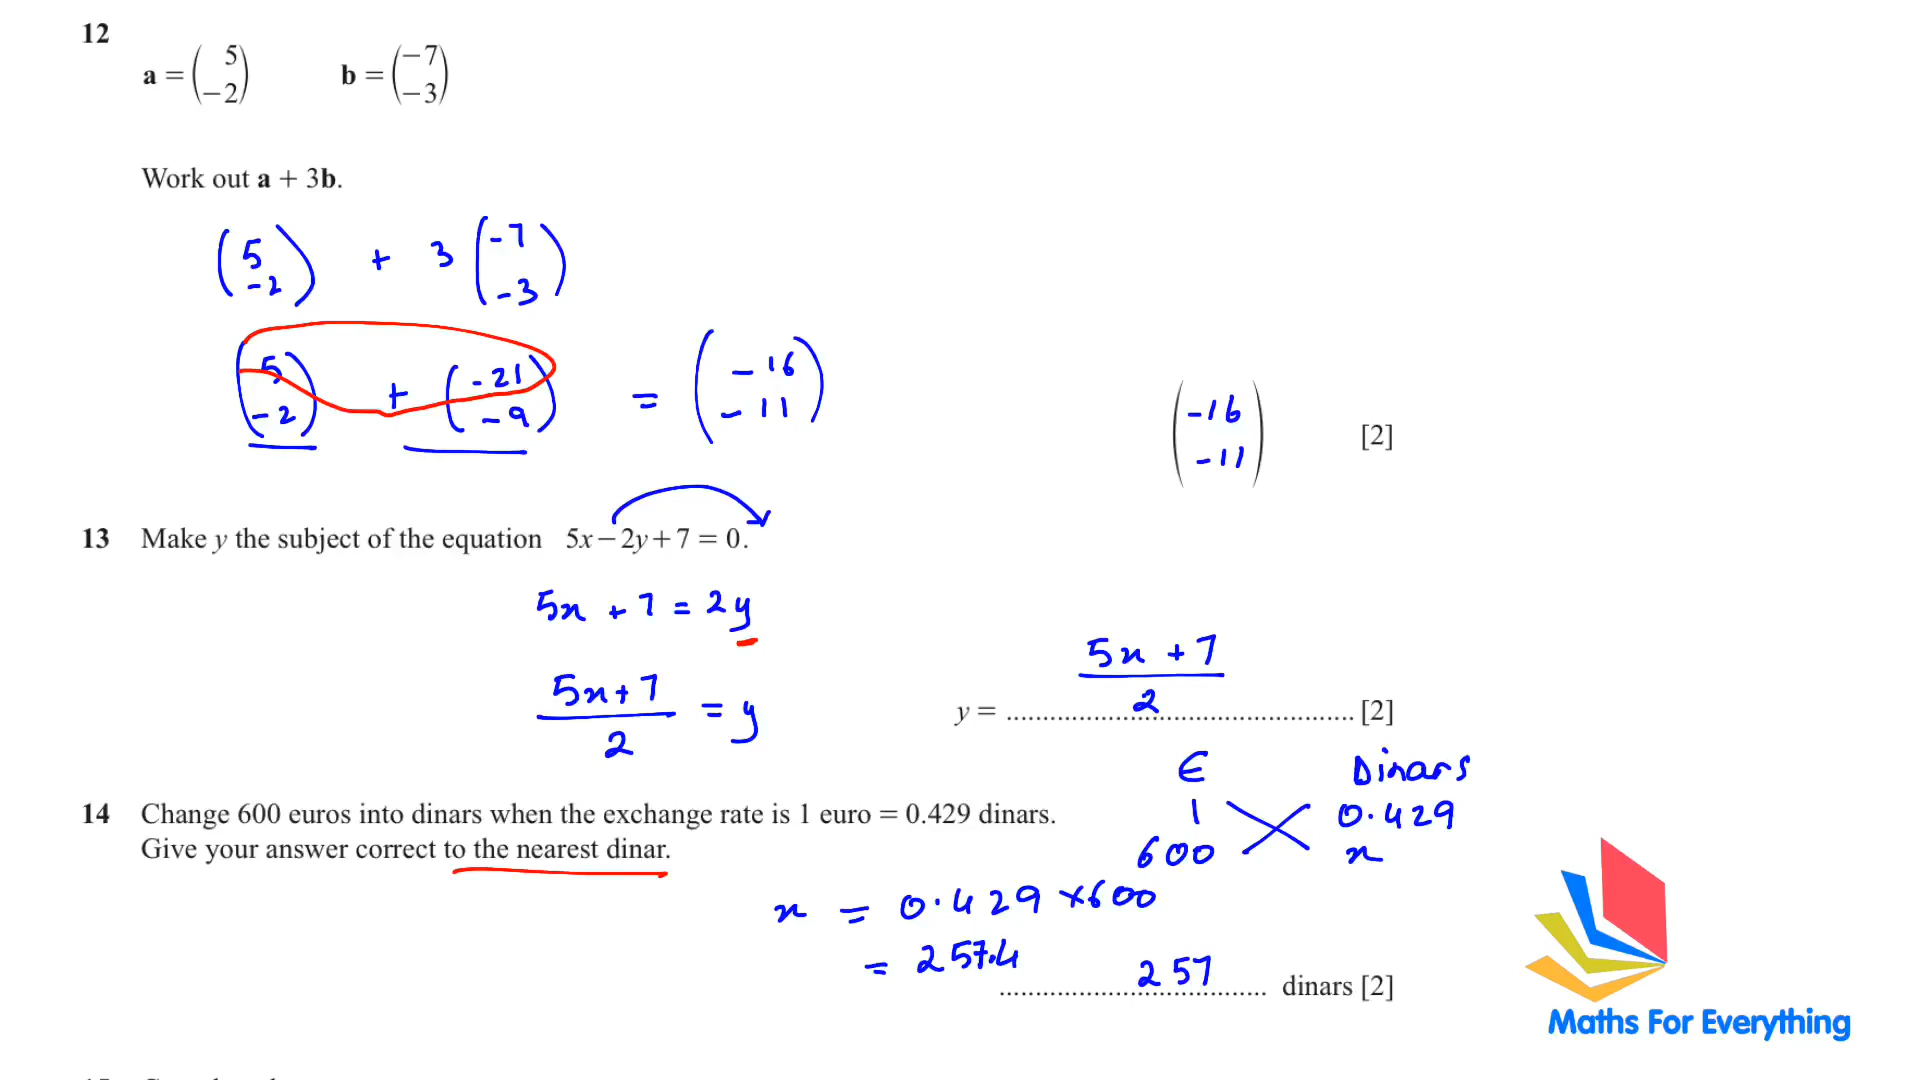 12
a = ( 5 -2 ) b = ( -7 -3 )
Work out a + 3b.
( 5 -2 ) + 3 ( -7 -3 )
( 5 -2 ) + ( -21 -9 ) = ( -16 -11 )
( -16 -11 ) [2]
13 Make y the subject of the equation 5x − 2y + 7 = 0.
5x + 7 = 2y
5x + 7 / 2 = y
5x + 7 / 2
y = ................................................ [2]
€ Dinars
1 0.429
600 x
14 Change 600 euros into dinars when the exchange rate is 1 euro = 0.429 dinars.
Give your answer correct to the nearest dinar.
x = 0.429 × 600
= 257.4
257
..................................... dinars [2]
Maths For Everything